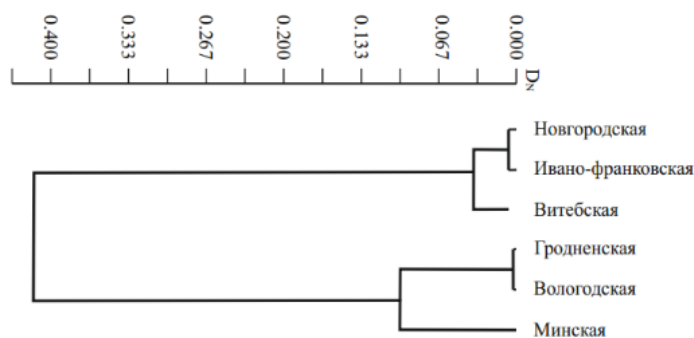 0.400 0.333 0.267 0.200 0.133 0.067 0.000
DN
Новгородская
Ивано-франковская
Витебская
Гродненская
Вологодская
Минская